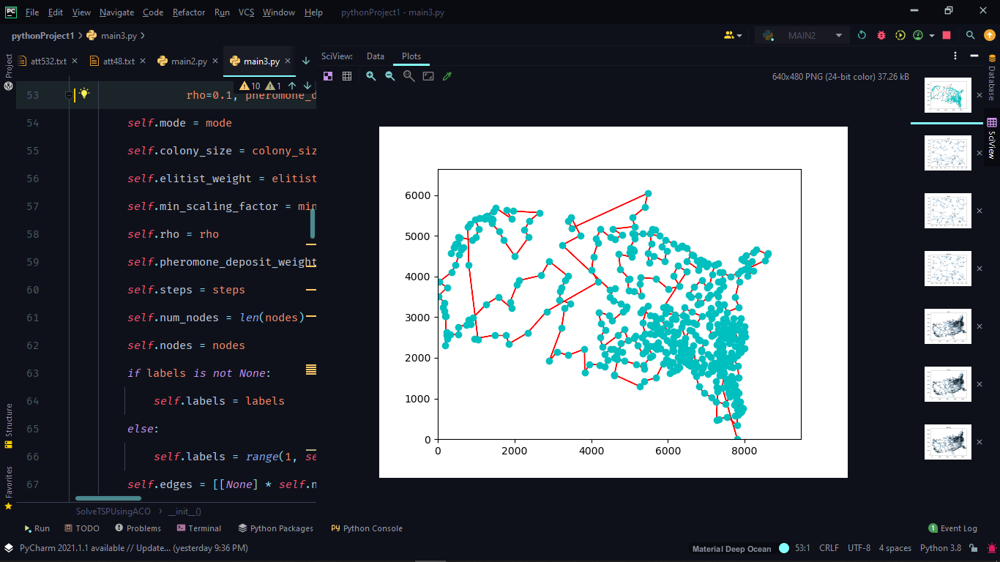 PC File Edit View Navigate Code Refactor Run VCS Window Help pythonProject1 - main3.py
pythonProject1 main3.py MAIN2
Project att532.txt att48.txt main2.py main3.py SciView: Data Plots
640x480 PNG (24-bit color) 37.26 kB
Database
SciView
10 1
53 rho=0.1, pheromone_d
54 self.mode = mode
55 self.colony_size = colony_siz
56 self.elitist_weight = elitist
57 self.min_scaling_factor = min
58 self.rho = rho
59 self.pheromone_deposit_weight
60 self.steps = steps
61 self.num_nodes = len(nodes)
62 self.nodes = nodes
63 if labels is not None:
64 self.labels = labels
65 else:
66 self.labels = range(1, se
67 self.edges = [[None] * self.n
6000
5000
4000
3000
2000
1000
0
0 2000 4000 6000 8000
Structure
Favorites
SolveTSPUsingACO __init__()
Run TODO Problems Terminal Python Packages Python Console 1 Event Log
PyCharm 2021.1.1 available // Update... (yesterday 9:36 PM) Material Deep Ocean 53:1 CRLF UTF-8 4 spaces Python 3.8